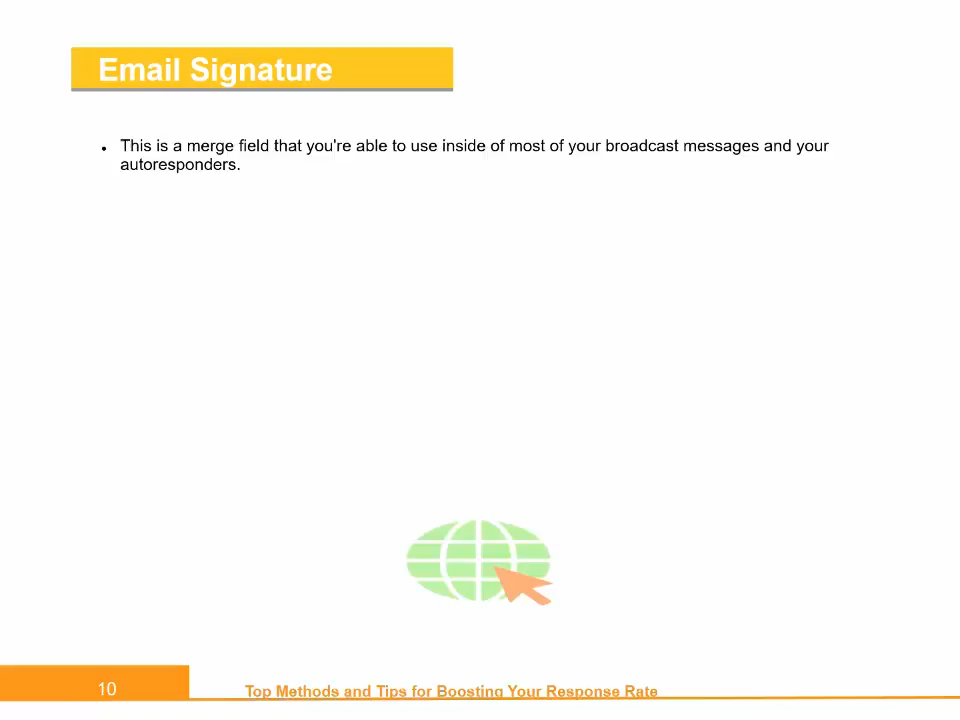 Email Signature
• This is a merge field that you're able to use inside of most of your broadcast messages and your
autoresponders.
10
Top Methods and Tips for Boosting Your Response Rate